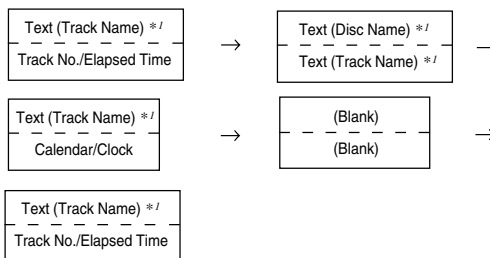 Text (Track Name) *1
Track No./Elapsed Time
→
Text (Disc Name) *1
Text (Track Name) *1
Text (Track Name) *1
Calendar/Clock
→
(Blank)
(Blank)
Text (Track Name) *1
Track No./Elapsed Time